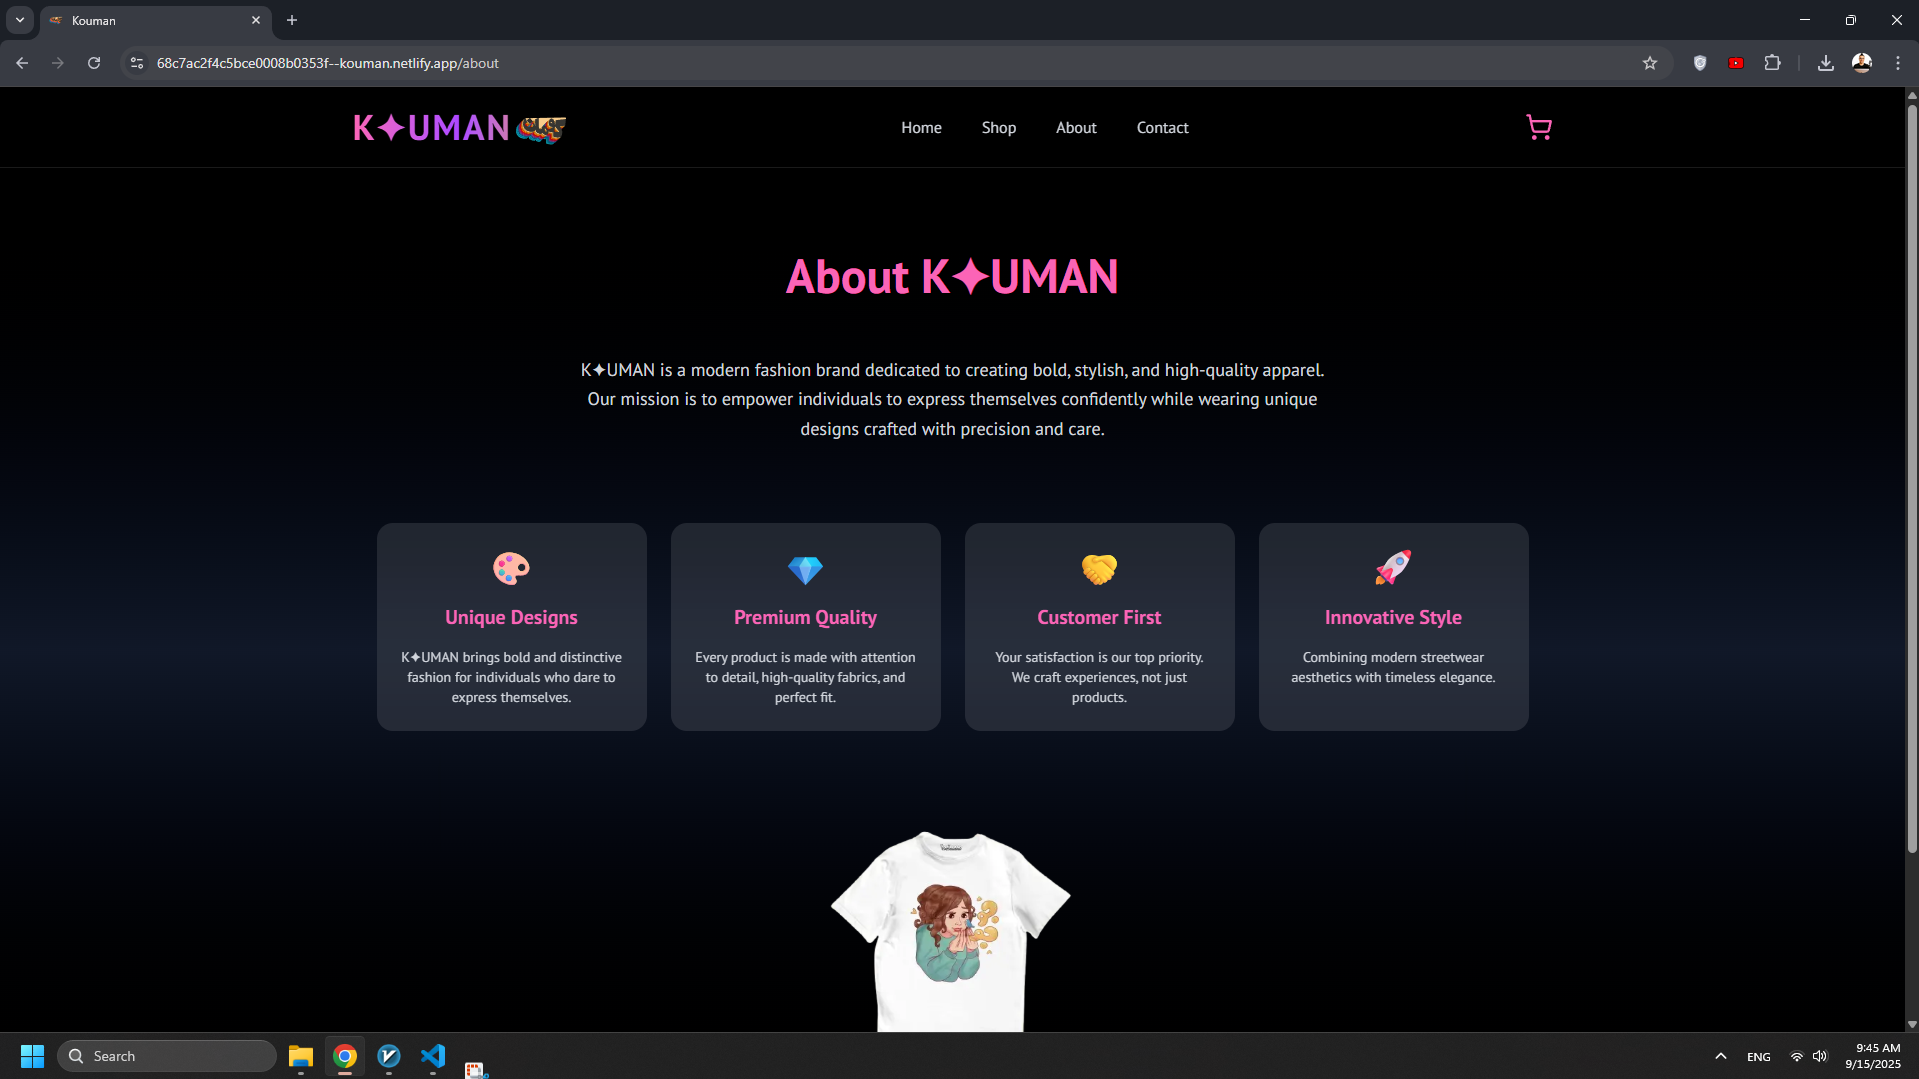 Kouman
68c7ac2f4c5bce0008b0353f--kouman.netlify.app/about
K✦UMAN
Home
Shop
About
Contact
About K✦UMAN
K✦UMAN is a modern fashion brand dedicated to creating bold, stylish, and high-quality apparel.
Our mission is to empower individuals to express themselves confidently while wearing unique
designs crafted with precision and care.
Unique Designs
K✦UMAN brings bold and distinctive
fashion for individuals who dare to
express themselves.
Premium Quality
Every product is made with attention
to detail, high-quality fabrics, and
perfect fit.
Customer First
Your satisfaction is our top priority.
We craft experiences, not just
products.
Innovative Style
Combining modern streetwear
aesthetics with timeless elegance.
Search
ENG
9:45 AM
9/15/2025